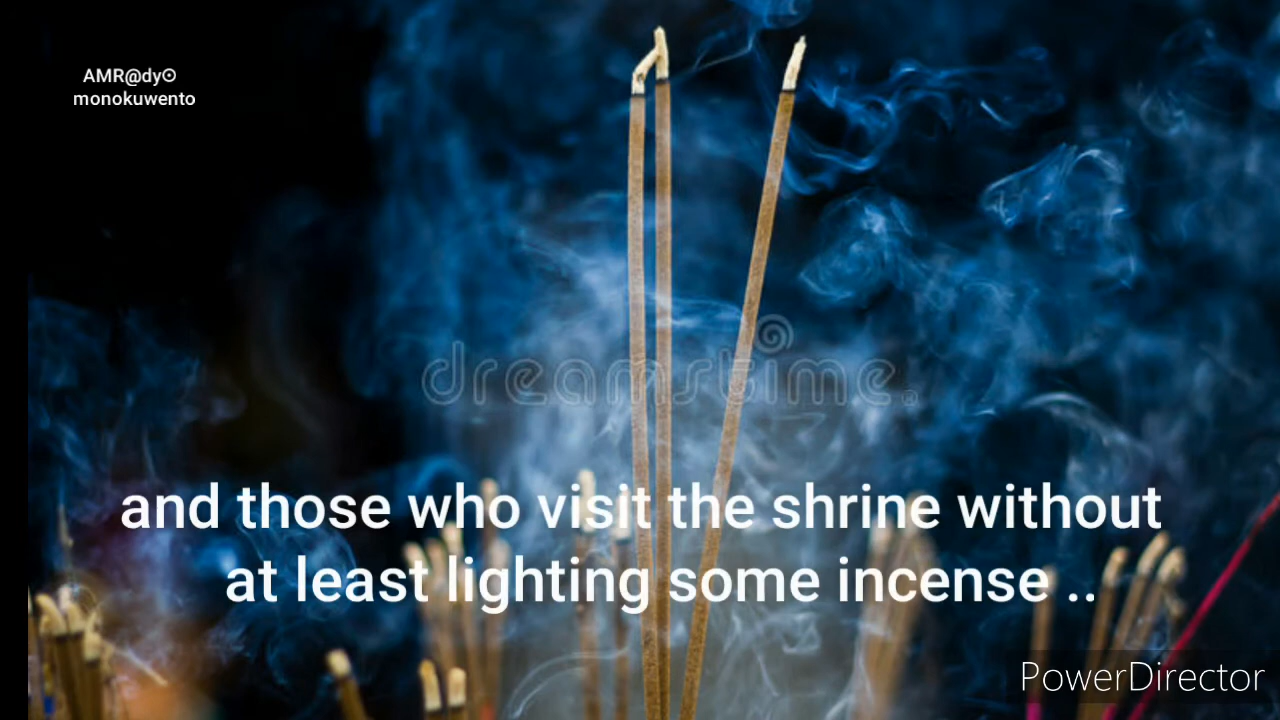 AMR@dy⊙
monokuwento
dreamstime.
and those who visit the shrine without
at least lighting some incense ..
PowerDirector